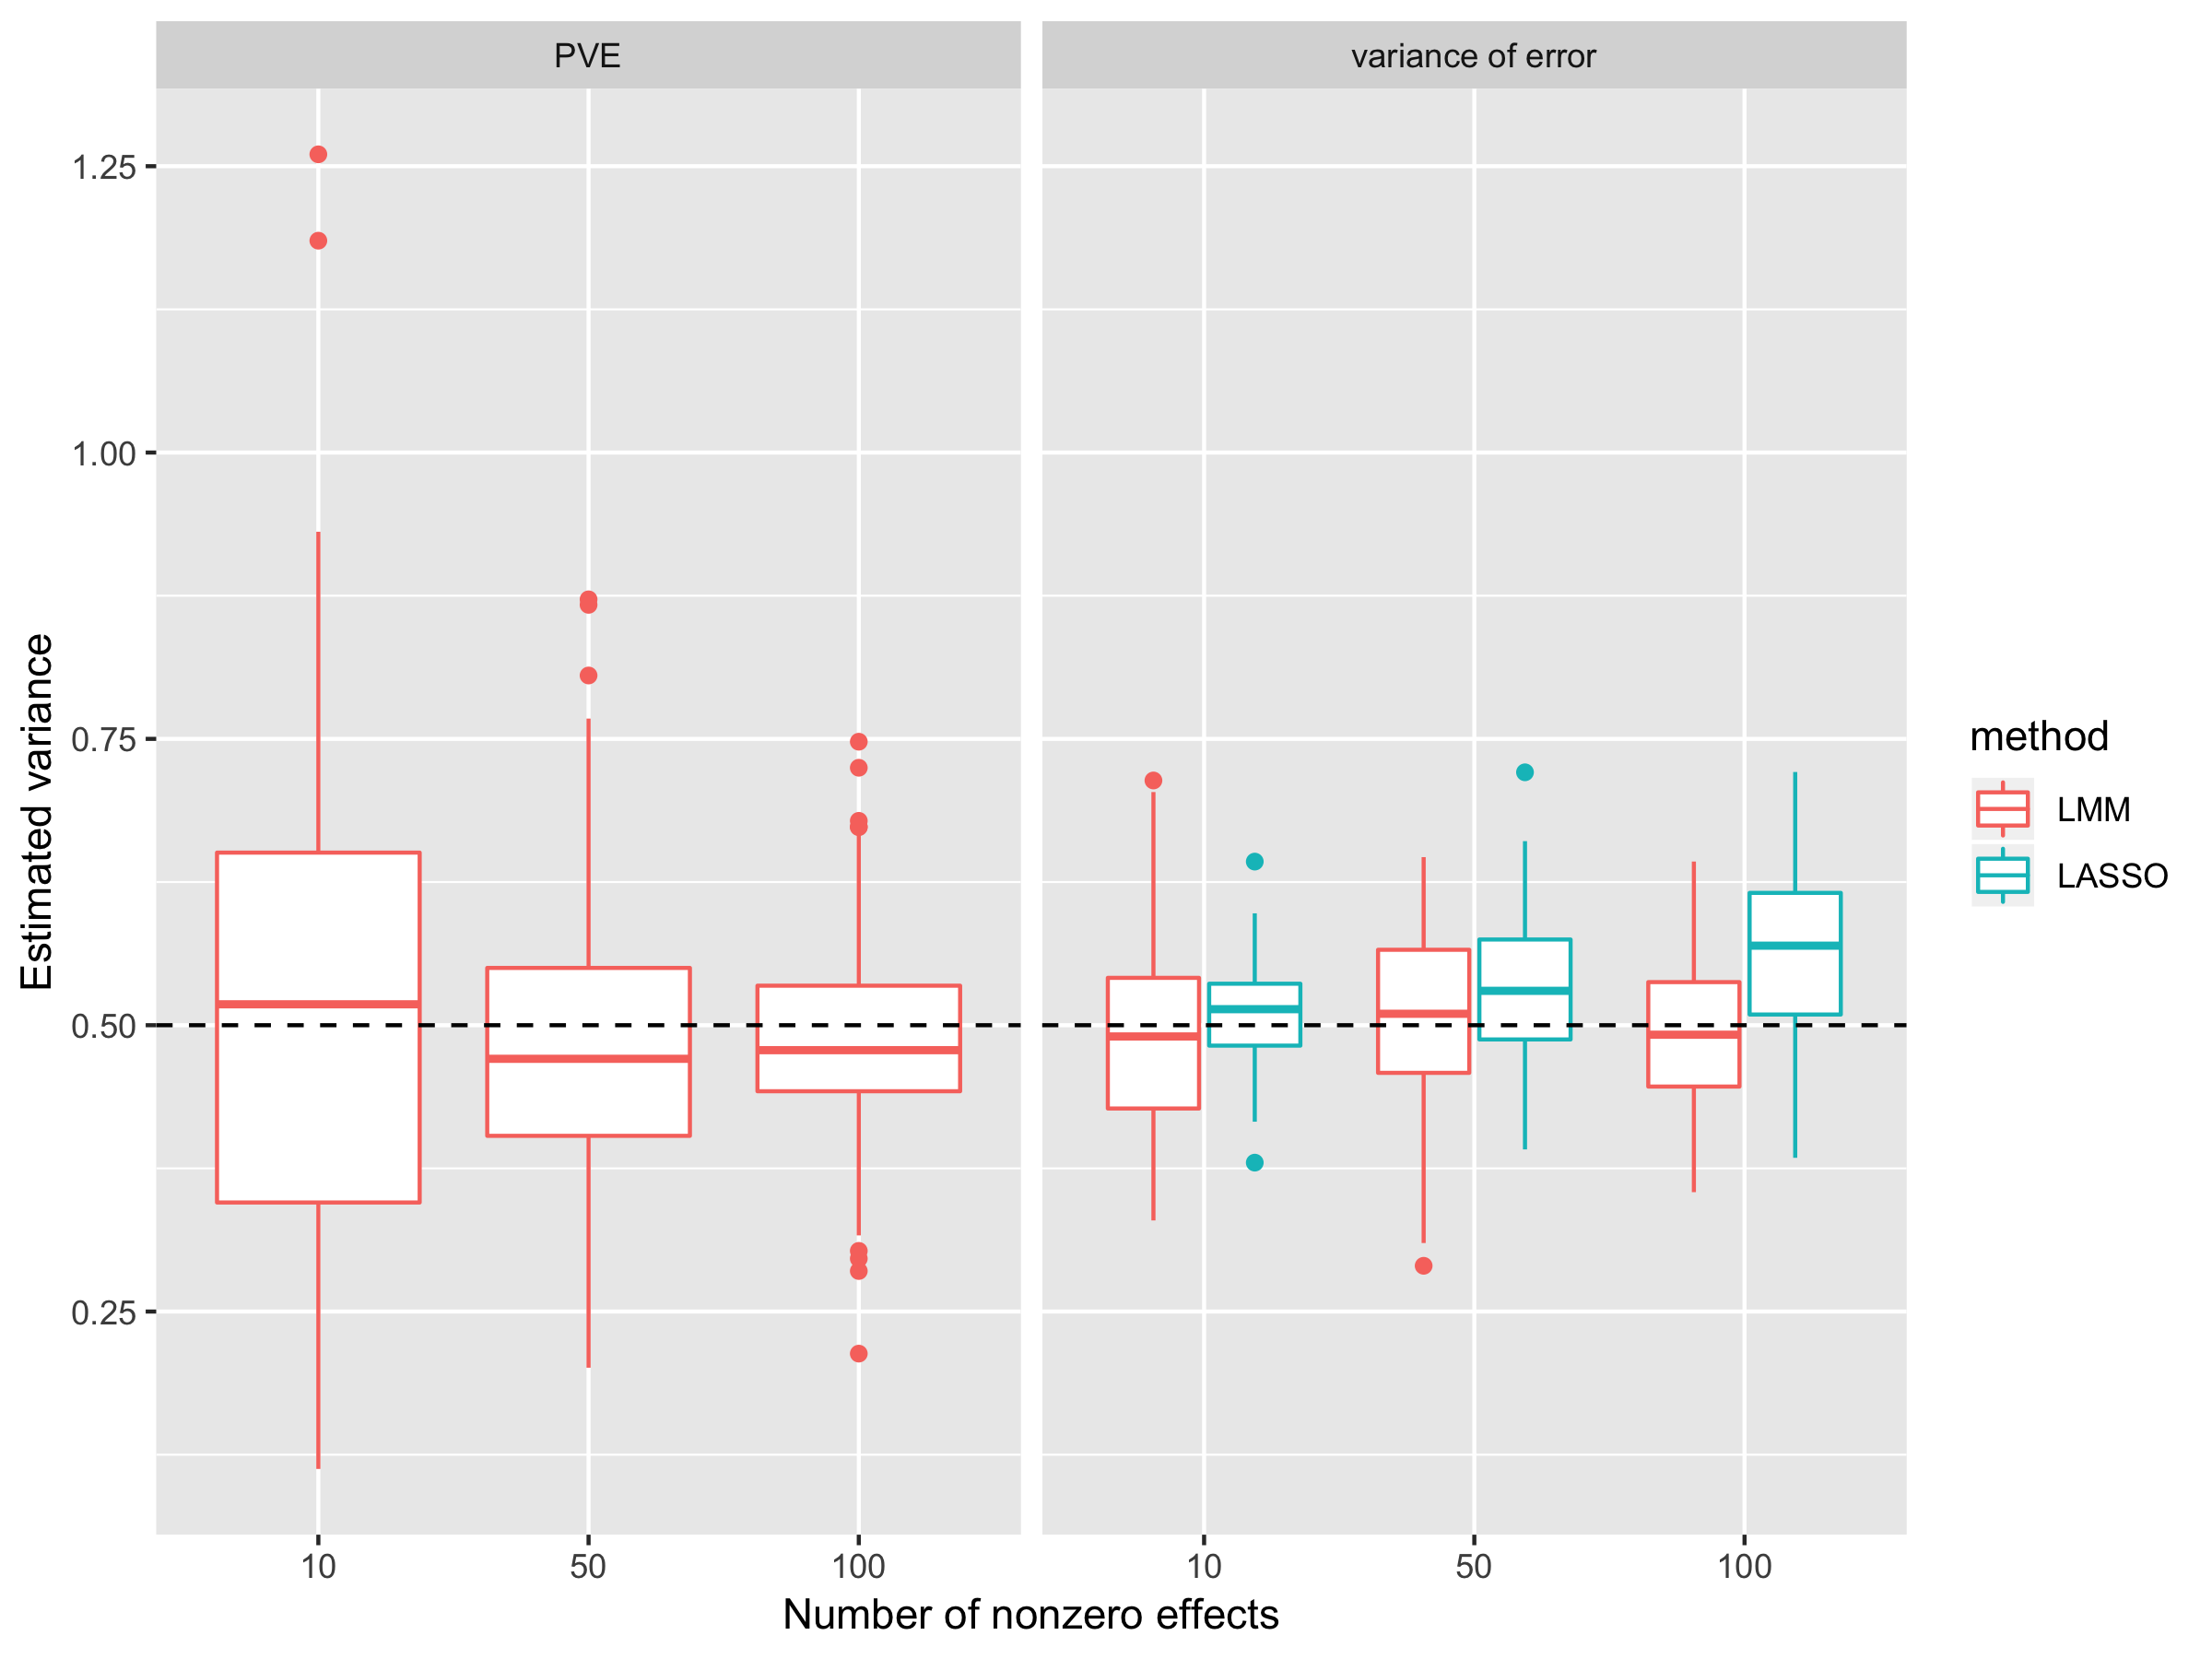 PVE
variance of error
1.25
1.00
0.75
0.50
0.25
Estimated variance
10
50
100
10
50
100
Number of nonzero effects
method
LMM
LASSO